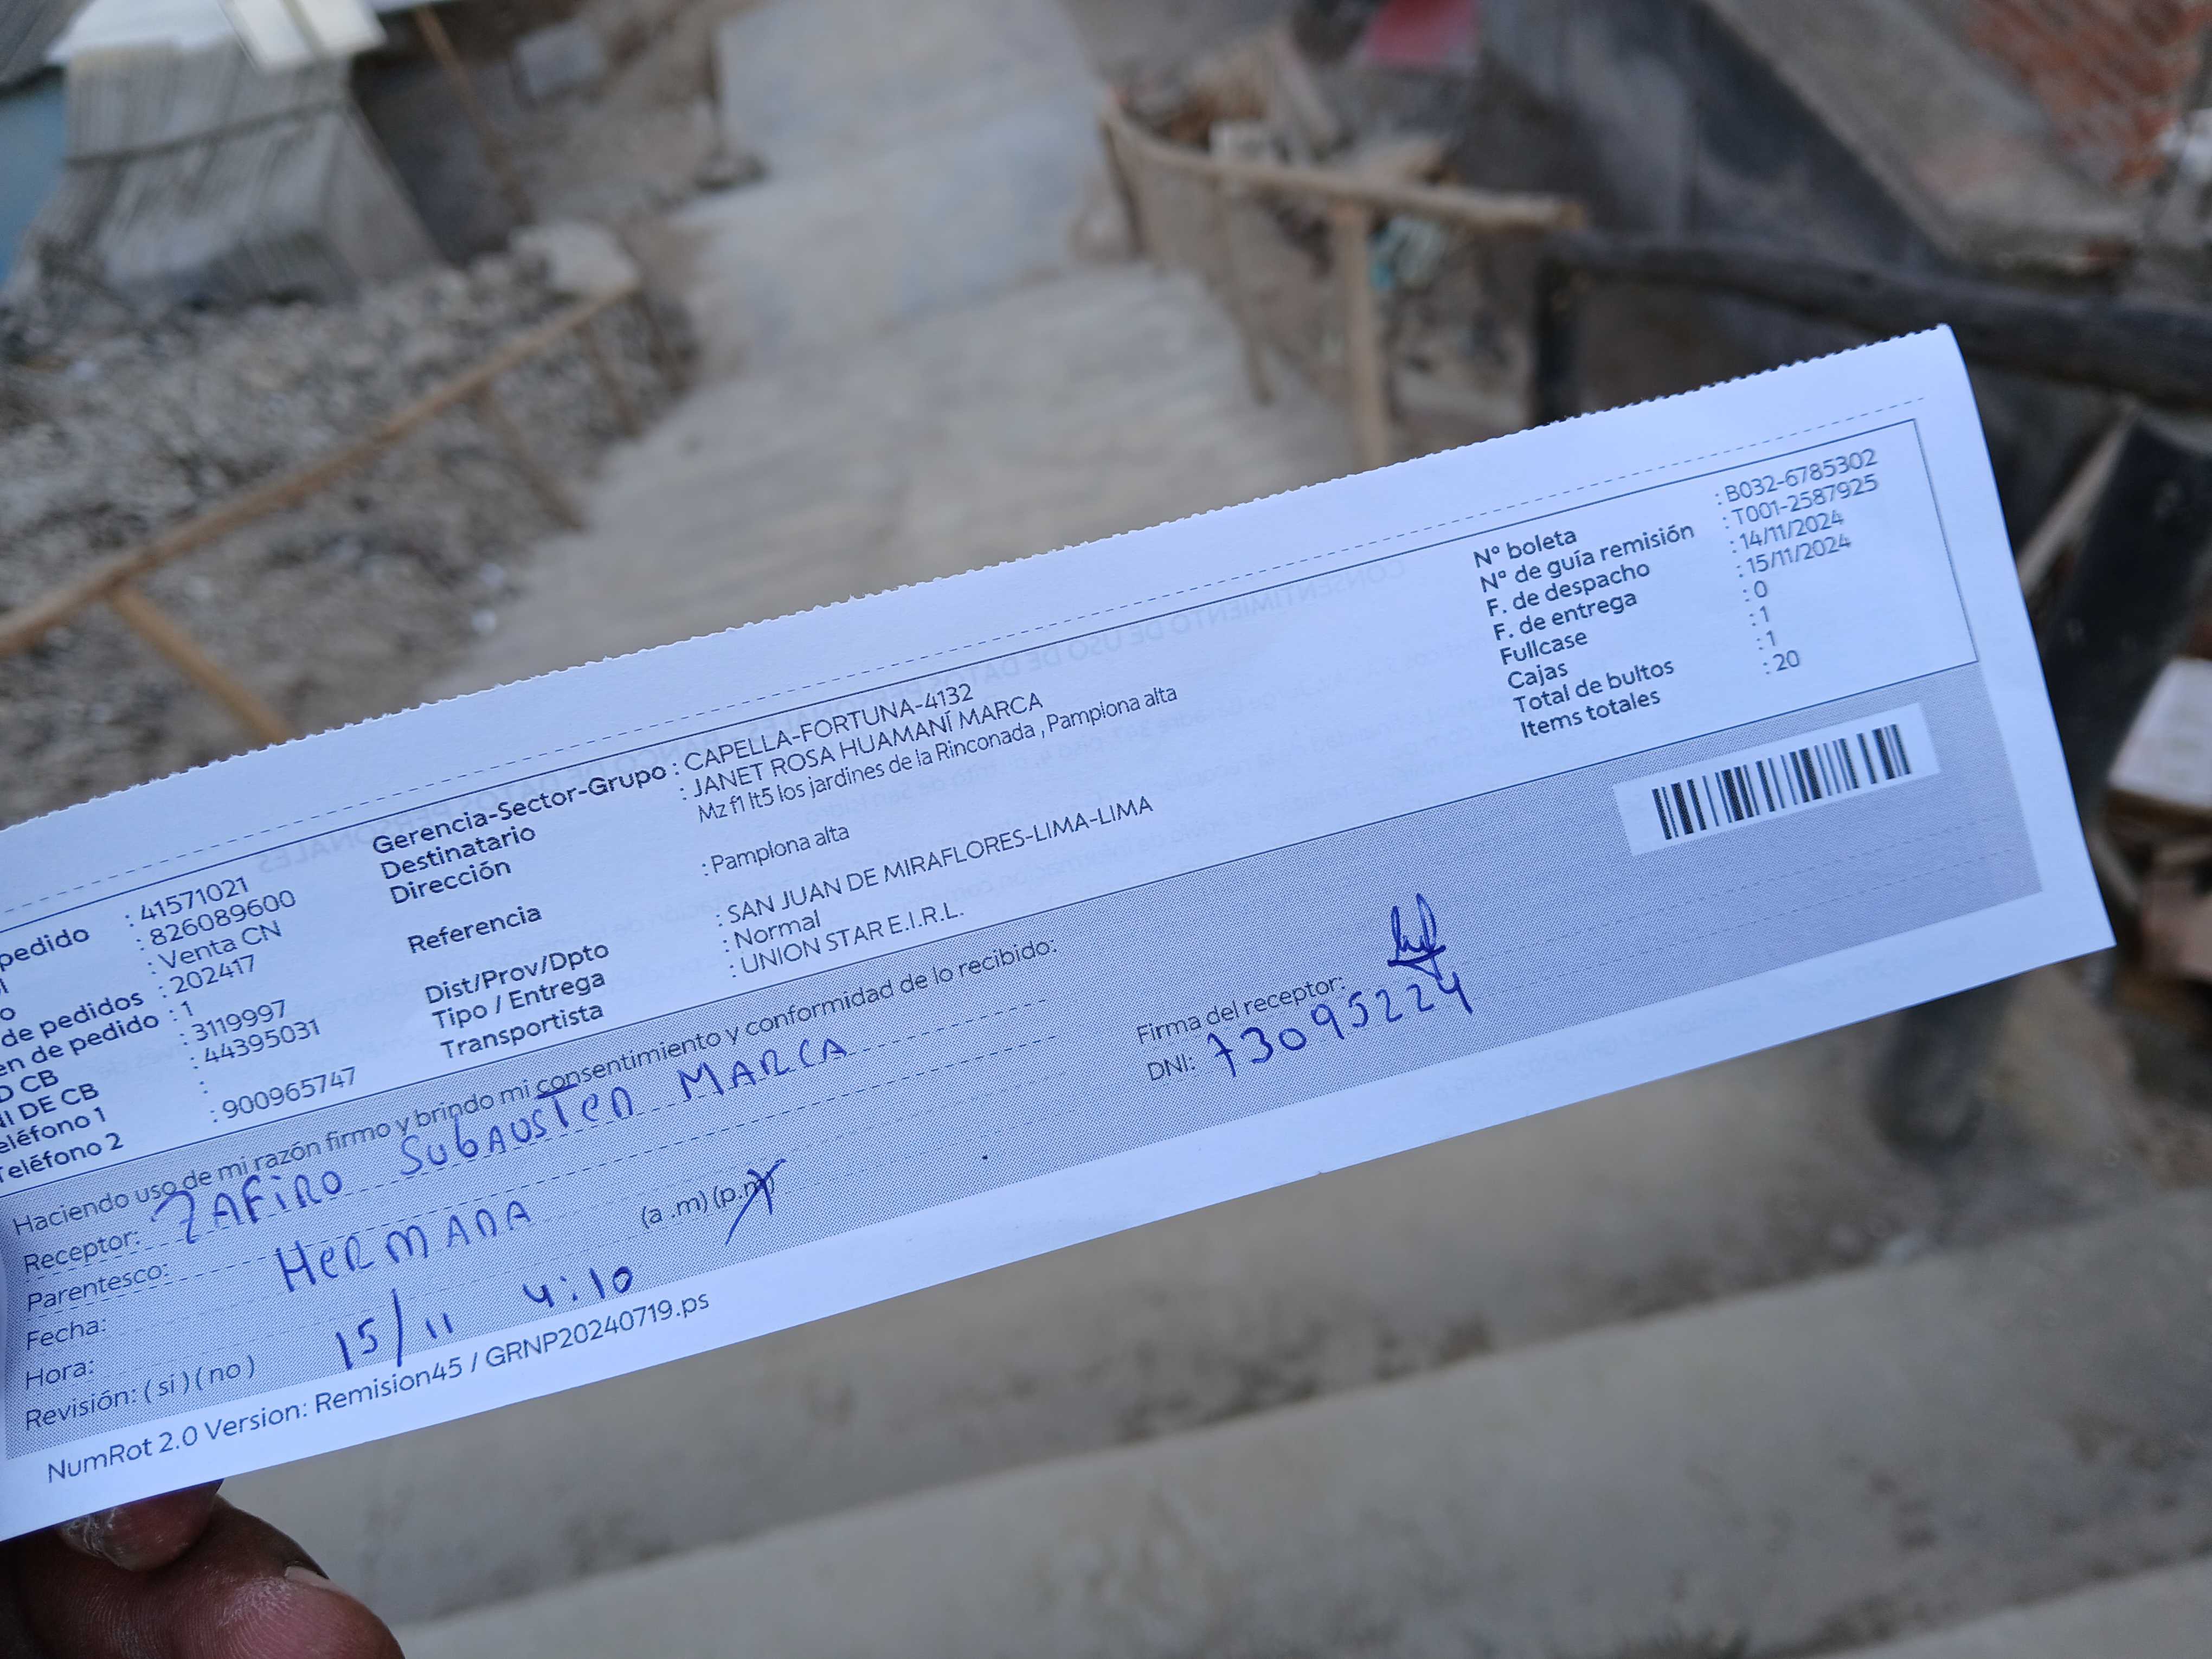 pedido : 41571021
: 826089600
o : Venta CN
de pedidos : 202417
en de pedido : 1
D CB : 3119997
NI DE CB : 44395031
eléfono 1 :
Teléfono 2 : 900965747
Gerencia-Sector-Grupo : CAPELLA-FORTUNA-4132
Destinatario : JANET ROSA HUAMANÍ MARCA
Dirección Mz f1 lt5 los jardines de la Rinconada , Pamplona alta
Referencia : Pamplona alta
Dist/Prov/Dpto : SAN JUAN DE MIRAFLORES-LIMA-LIMA
Tipo / Entrega : Normal
Transportista : UNION STAR E.I.R.L.
N° boleta : B032-6785302
N° de guía remisión : T001-2587925
F. de despacho : 14/11/2024
F. de entrega : 15/11/2024
Fullcase : 0
Cajas : 1
Total de bultos : 1
Items totales : 20
Haciendo uso de mi razón firmo y brindo mi consentimiento y conformidad de lo recibido:
Receptor: ZAFIRO MARCA
Parentesco: HERMANA
Fecha: 15/11
Hora: 4:10 (a .m) (p.m)
Revisión: ( sí ) ( no )
Firma del receptor:
DNI: 73095224
NumRot 2.0 Version: Remision45 / GRNP20240719.ps